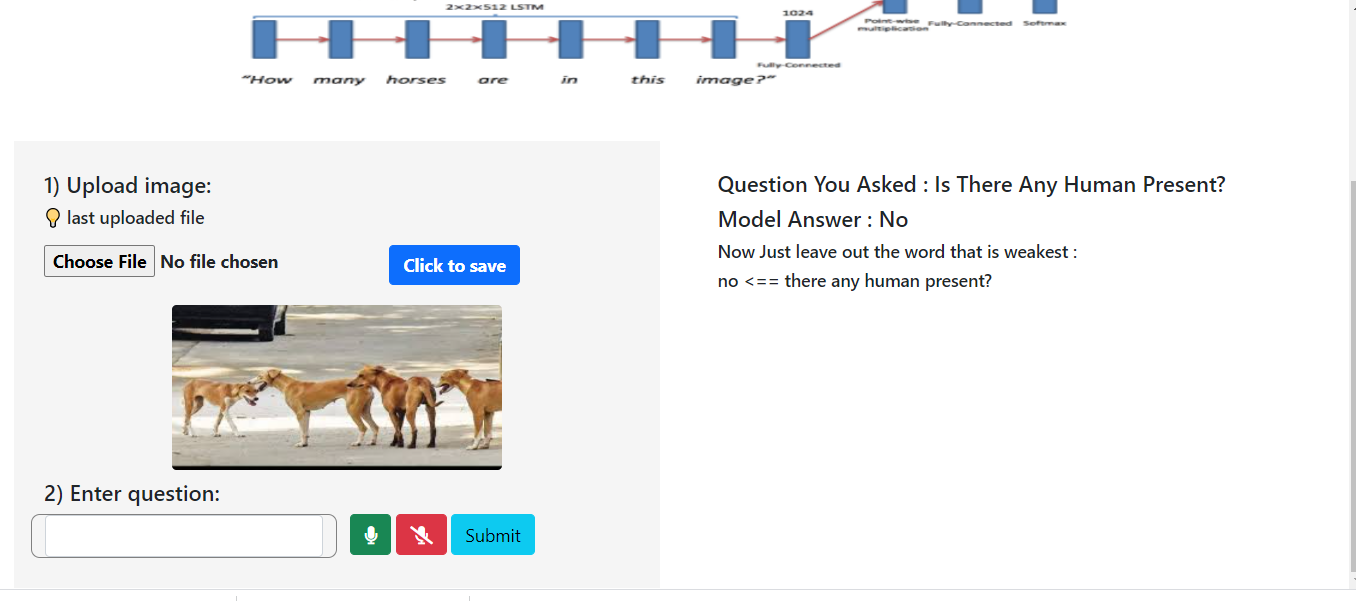 2×2×512 LSTM
1024
Point-wise multiplication
Fully-Connected
Softmax
Fully-Connected
"How many horses are in this image?"
1) Upload image:
last uploaded file
Choose File No file chosen
Click to save
2) Enter question:
Submit
Question You Asked : Is There Any Human Present?
Model Answer : No
Now Just leave out the word that is weakest :
no <== there any human present?